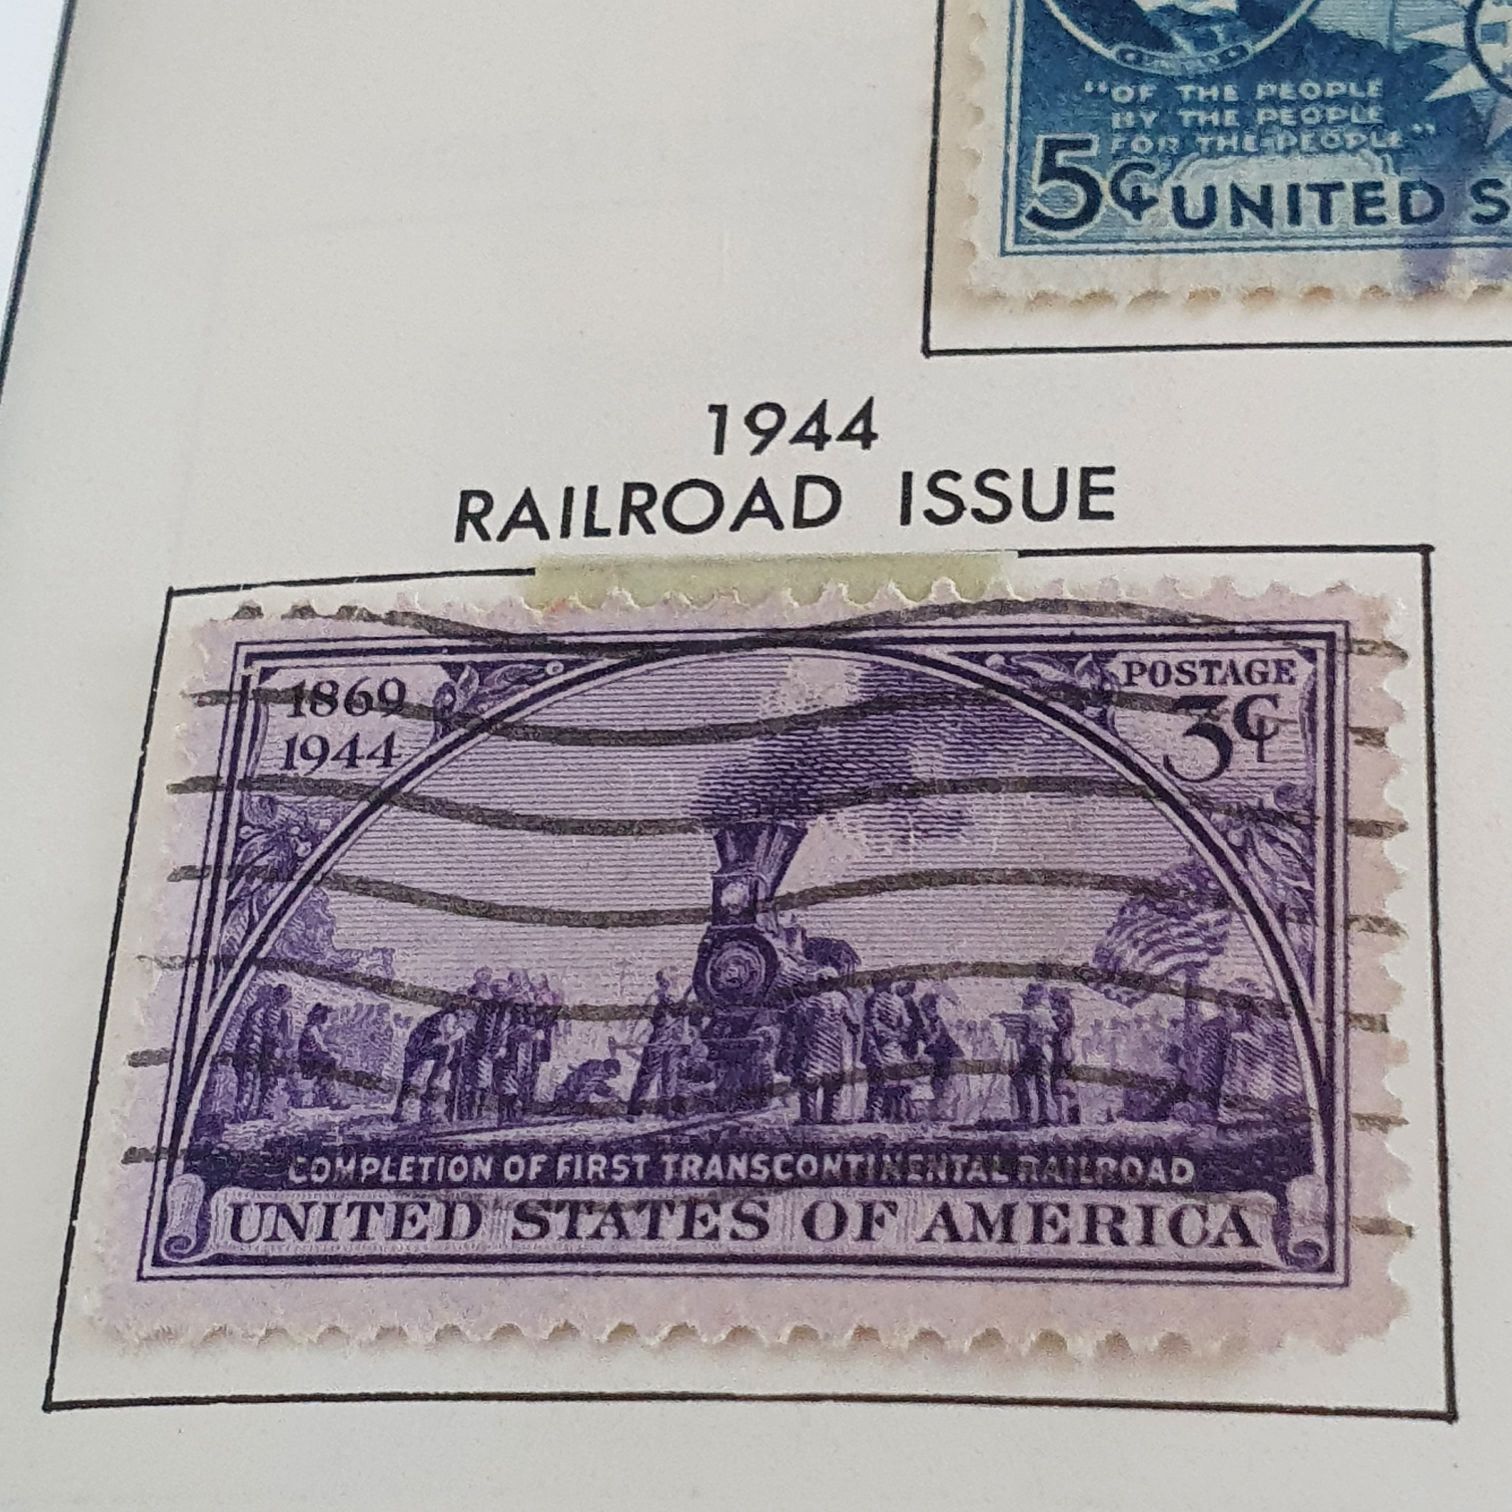 "OF THE PEOPLE
BY THE PEOPLE
FOR THE PEOPLE"
5¢ UNITED S
1944
RAILROAD ISSUE
1869
1944
POSTAGE
3¢
COMPLETION OF FIRST TRANSCONTINENTAL RAILROAD
UNITED STATES OF AMERICA